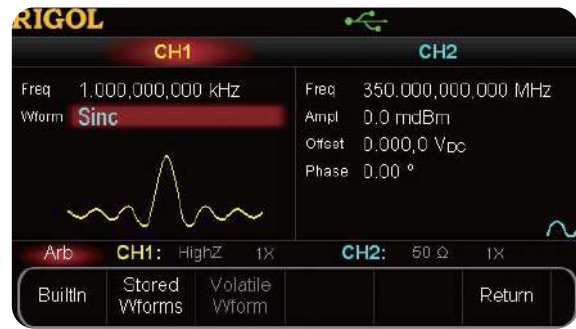 RIGOL
CH1 CH2
Freq 1.000,000,000 kHz
Wform Sinc
Freq 350.000,000,000 MHz
Ampl 0.0 mdBm
Offset 0.000,0 VDC
Phase 0.00 °
Arb CH1: HighZ 1X CH2: 50 Ω 1X
BuiltIn Stored Wforms Volatile Wform Return